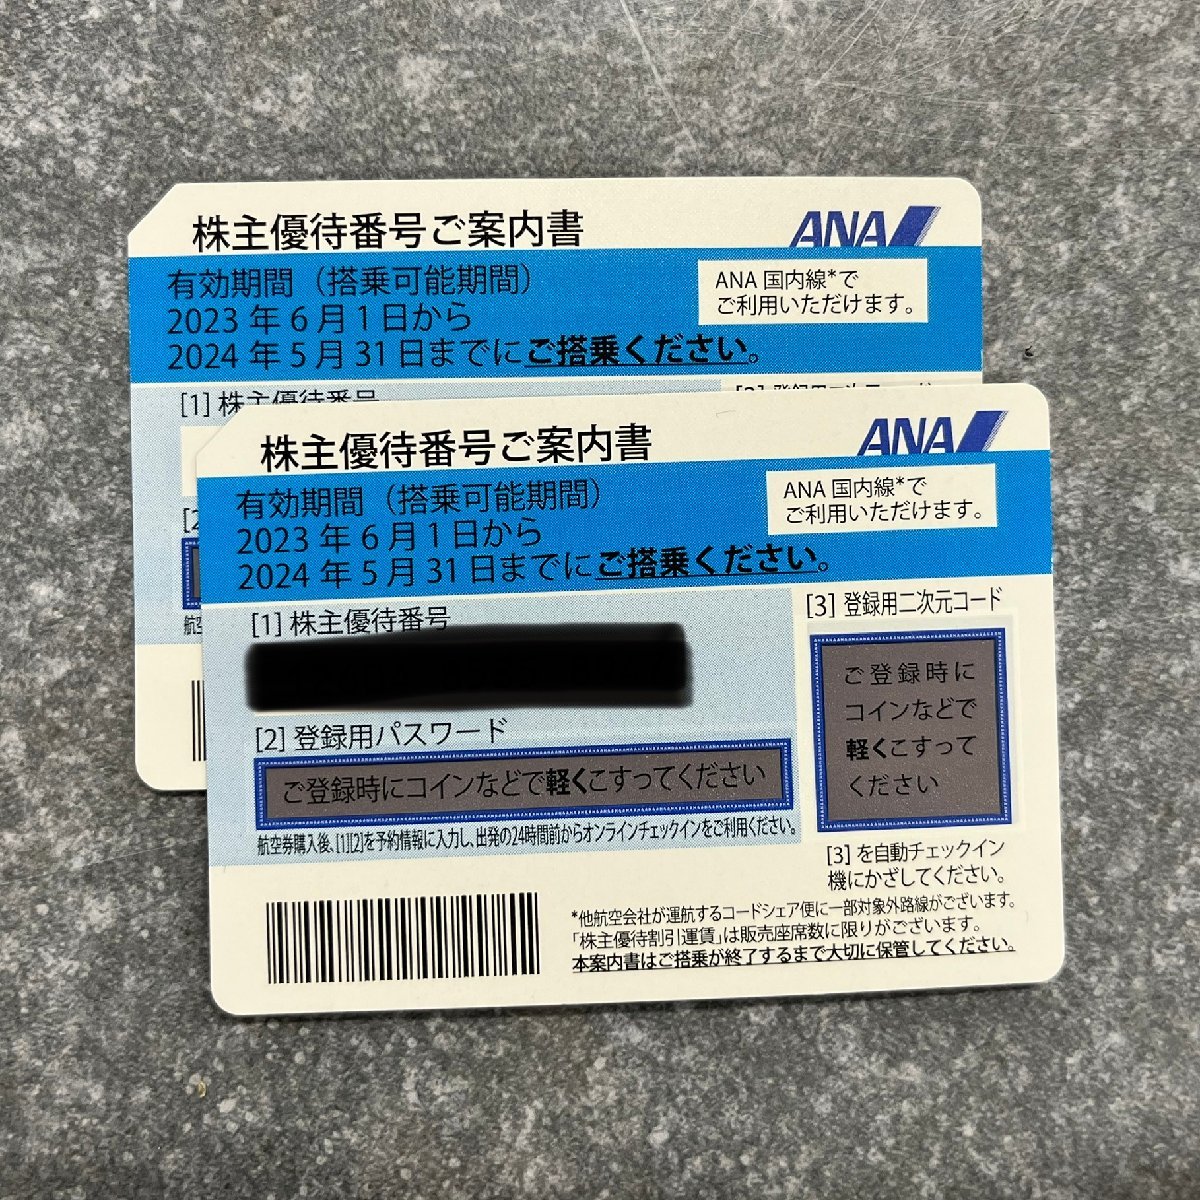 株主優待番号ご案内書
ANA
有効期間（搭乗可能期間）
2023 年 6 月 1 日から
2024 年 5 月 31 日までにご搭乗ください。
ANA 国内線*で
ご利用いただけます。
[1] 株主優待番号
株主優待番号ご案内書
ANA
有効期間（搭乗可能期間）
2023 年 6 月 1 日から
2024 年 5 月 31 日までにご搭乗ください。
ANA 国内線*で
ご利用いただけます。
[1] 株主優待番号
[2] 登録用パスワード
ご登録時にコインなどで軽くこすってください
航空券購入後、[1][2]を予約情報に入力し、出発の24時間前からオンラインチェックインをご利用ください。
[3] 登録用二次元コード
ご登録時に
コインなどで
軽くこすって
ください
[3] を自動チェックイン
機にかざしてください。
*他航空会社が運航するコードシェア便に一部対象外路線がございます。
「株主優待割引運賃」は販売座席数に限りがございます。
本案内書はご搭乗が終了するまで大切に保管してください。